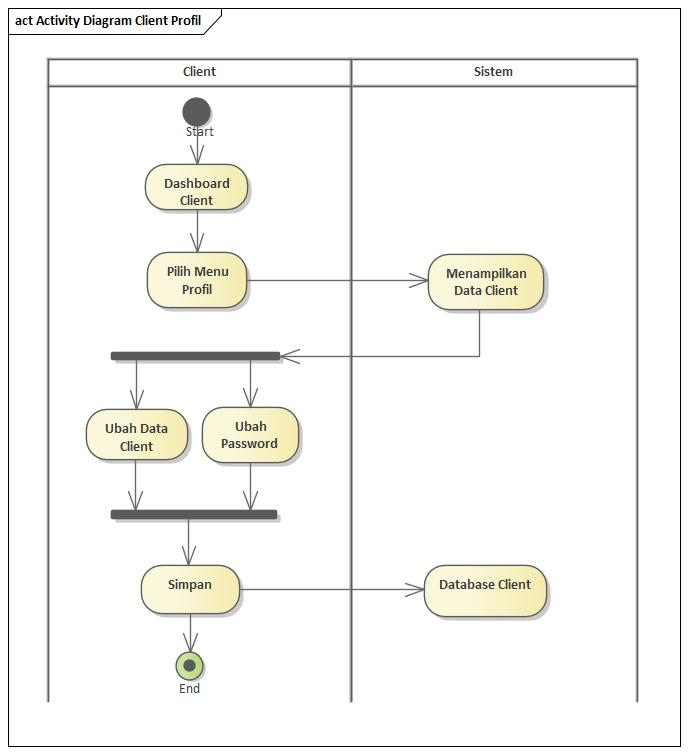 act Activity Diagram Client Profil
Client
Sistem
Start
Dashboard
Client
Pilih Menu
Profil
Menampilkan
Data Client
Ubah Data
Client
Ubah
Password
Simpan
Database Client
End